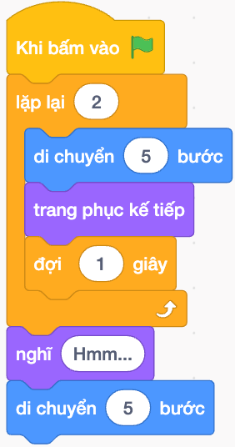 Khi bấm vào
lặp lại 2
di chuyển 5 bước
trang phục kế tiếp
đợi 1 giây
nghĩ Hmm...
di chuyển 5 bước